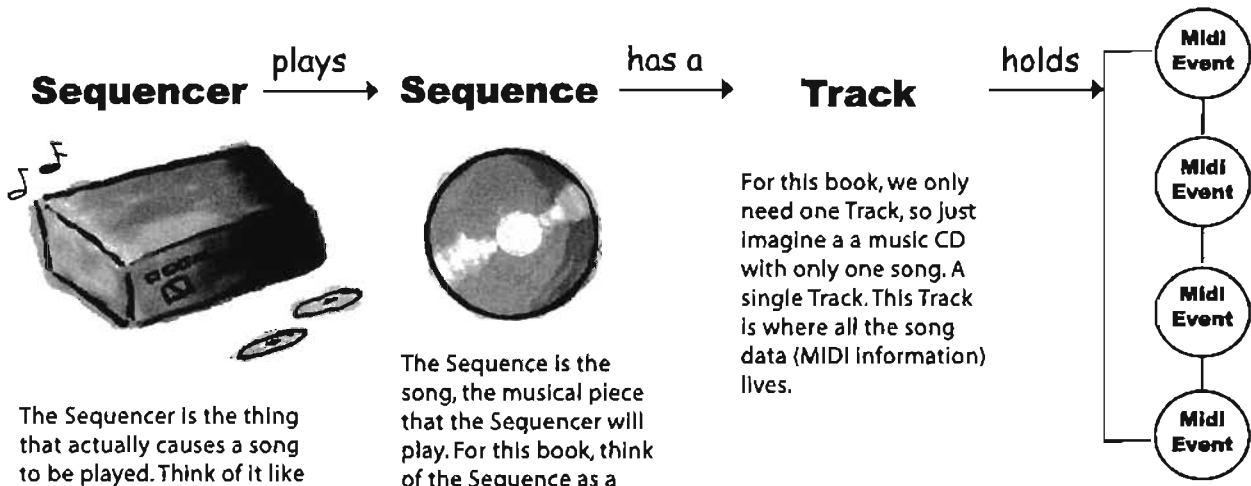 plays
has a
holds
Sequencer
Sequence
Track
Midi
Event
Midi
Event
Midi
Event
Midi
Event
For this book, we only
need one Track, so just
imagine a a music CD
with only one song. A
single Track. This Track
is where all the song
data (MIDI information)
lives.
The Sequence is the
song, the musical piece
that the Sequencer will
play. For this book, think
of the Sequence as a
The Sequencer is the thing
that actually causes a song
to be played. Think of it like